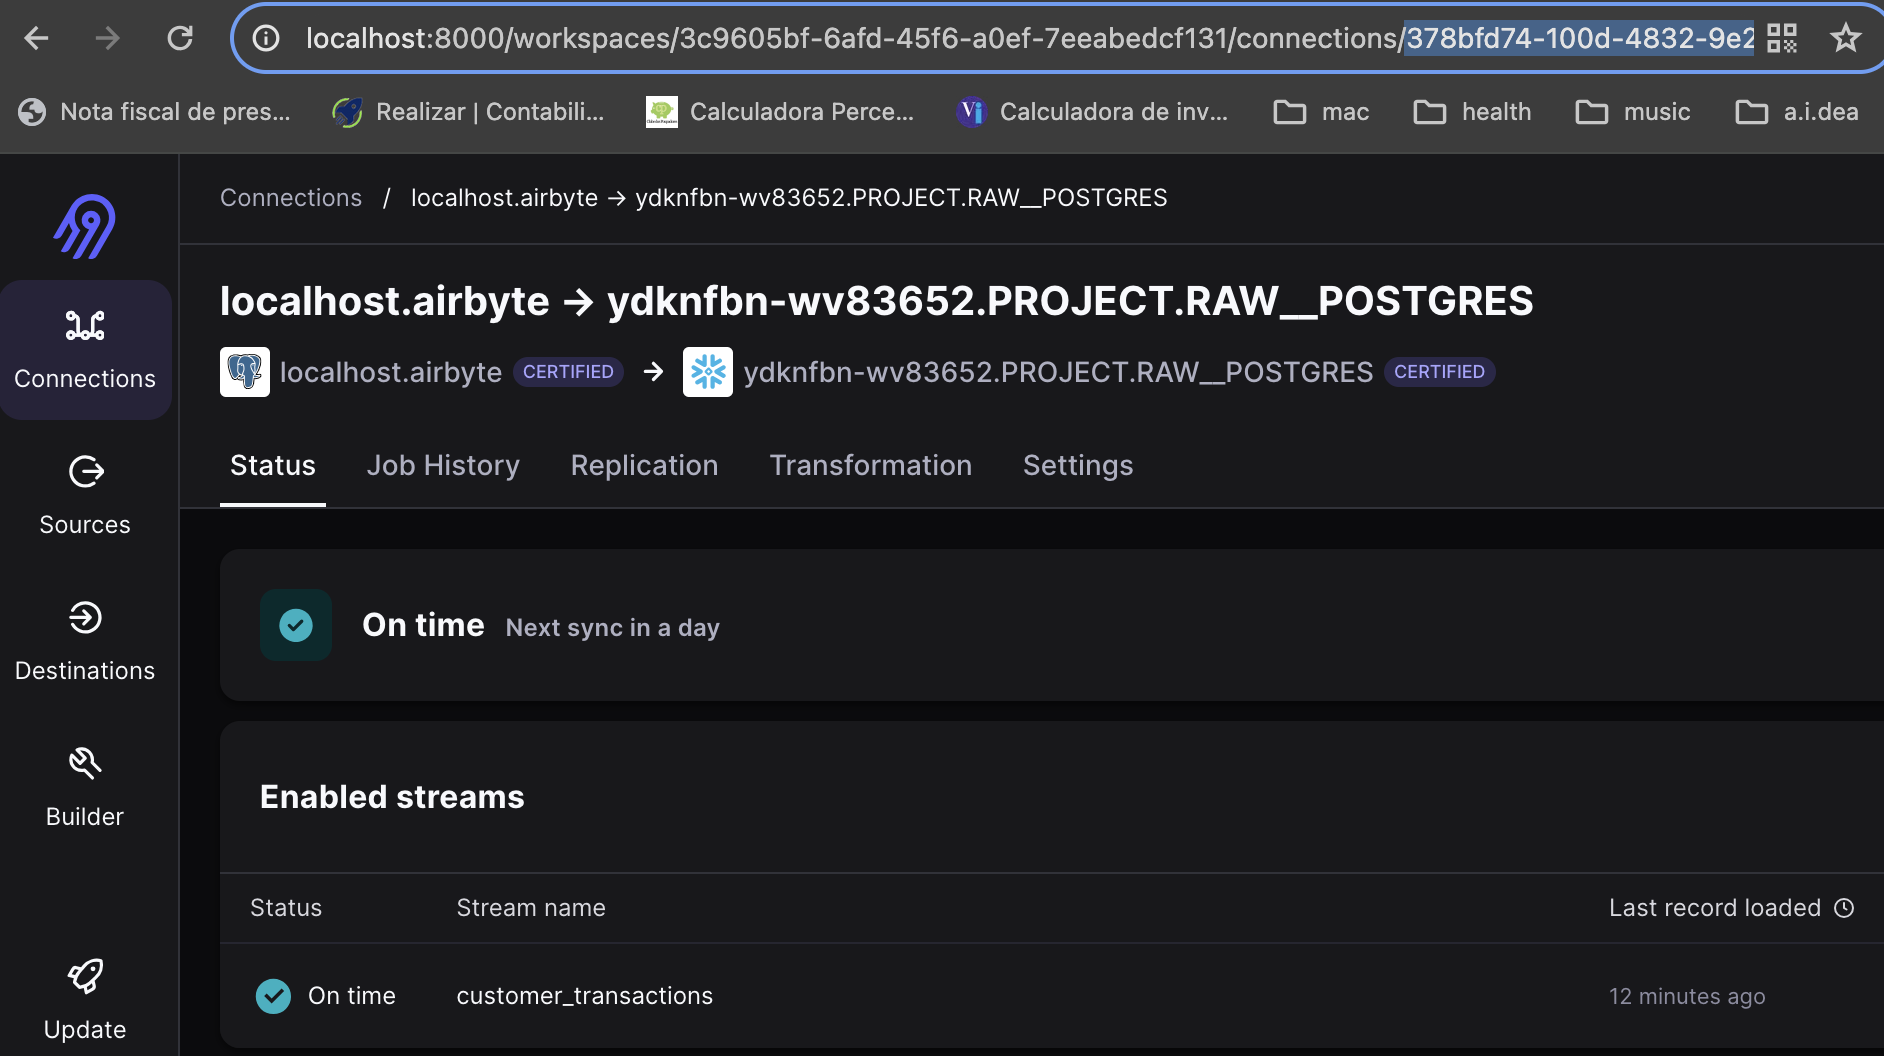 localhost:8000/workspaces/3c9605bf-6afd-45f6-a0ef-7eeabedcf131/connections/378bfd74-100d-4832-9e2
Nota fiscal de pres... Realizar | Contabili... Calculadora Perce... Vi Calculadora de inv... mac health music a.i.dea
Connections / localhost.airbyte → ydknfbn-wv83652.PROJECT.RAW__POSTGRES
localhost.airbyte → ydknfbn-wv83652.PROJECT.RAW__POSTGRES
localhost.airbyte CERTIFIED → ydknfbn-wv83652.PROJECT.RAW__POSTGRES CERTIFIED
Connections
Status Job History Replication Transformation Settings
Sources
On time Next sync in a day
Destinations
Enabled streams
Builder
Status Stream name Last record loaded
On time customer_transactions 12 minutes ago
Update